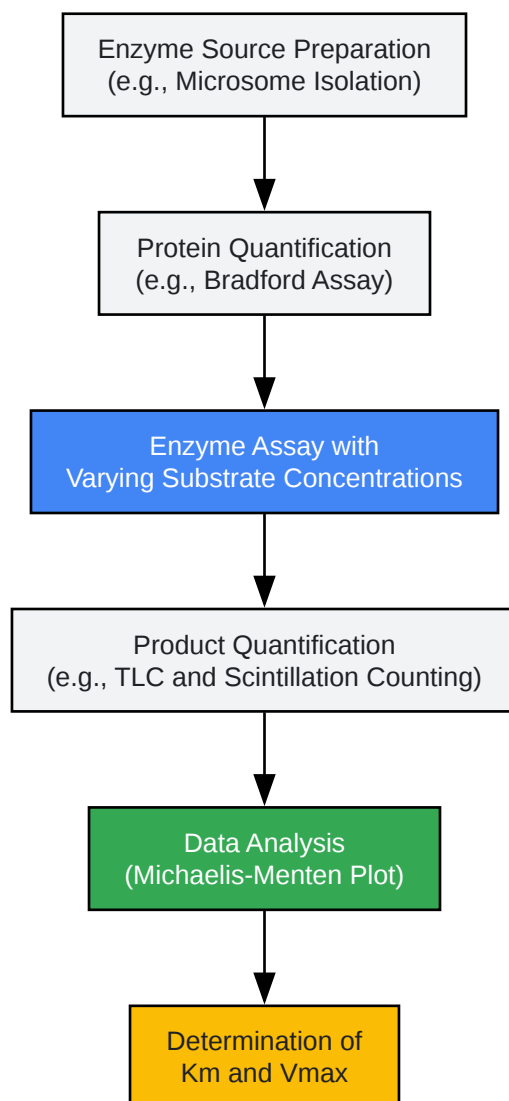 Enzyme Source Preparation
(e.g., Microsome Isolation)
Protein Quantification
(e.g., Bradford Assay)
Enzyme Assay with
Varying Substrate Concentrations
Product Quantification
(e.g., TLC and Scintillation Counting)
Data Analysis
(Michaelis-Menten Plot)
Determination of
Km and Vmax